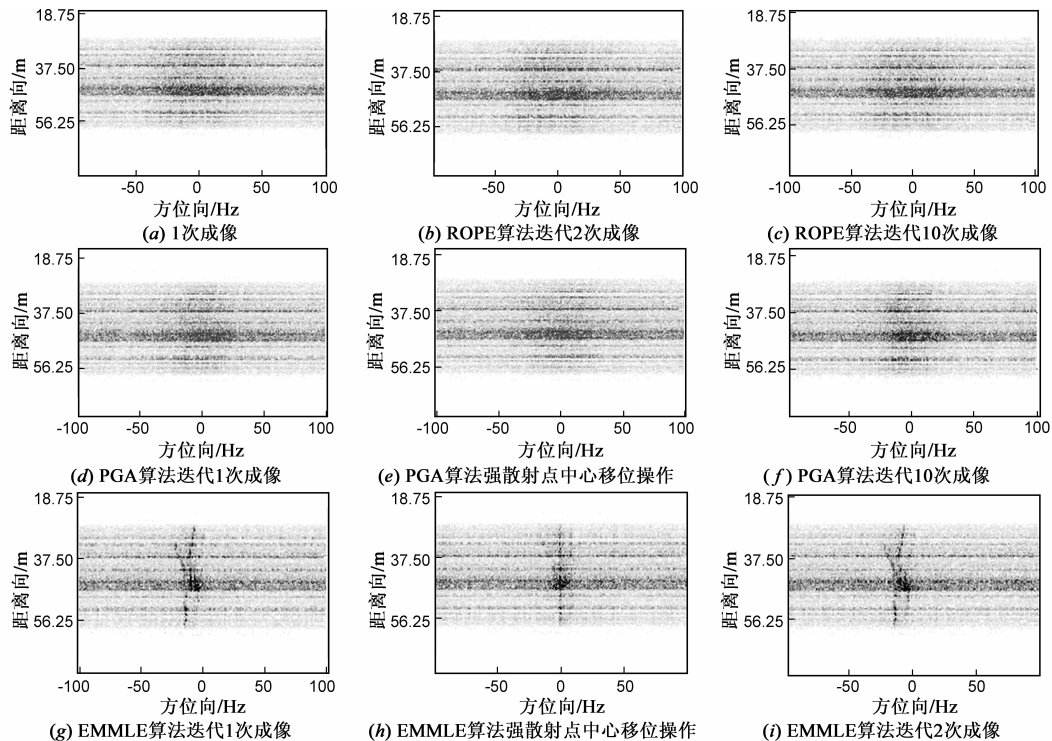 18.75 18.75 18.75
37.50 37.50 37.50
56.25 56.25 56.25
距离向/m 距离向/m 距离向/m
-50 0 50 100 -50 0 50 100 -50 0 50 100
方位向/Hz 方位向/Hz 方位向/Hz
(a) 1次成像 (b) ROPE算法迭代2次成像 (c) ROPE算法迭代10次成像
18.75 18.75 18.75
37.50 37.50 37.50
56.25 56.25 56.25
距离向/m 距离向/m 距离向/m
-100 -50 0 50 100 -100 -50 0 50 100 -50 0 50 100
方位向/Hz 方位向/Hz 方位向/Hz
(d) PGA算法迭代1次成像 (e) PGA算法强散射点中心移位操作 (f) PGA算法迭代10次成像
18.75 18.75 18.75
37.50 37.50 37.50
56.25 56.25 56.25
距离向/m 距离向/m 距离向/m
-100 -50 0 50 100 -50 0 50 -50 0 50
方位向/Hz 方位向/Hz 方位向/Hz
(g) EMMLE算法迭代1次成像 (h) EMMLE算法强散射点中心移位操作 (i) EMMLE算法迭代2次成像